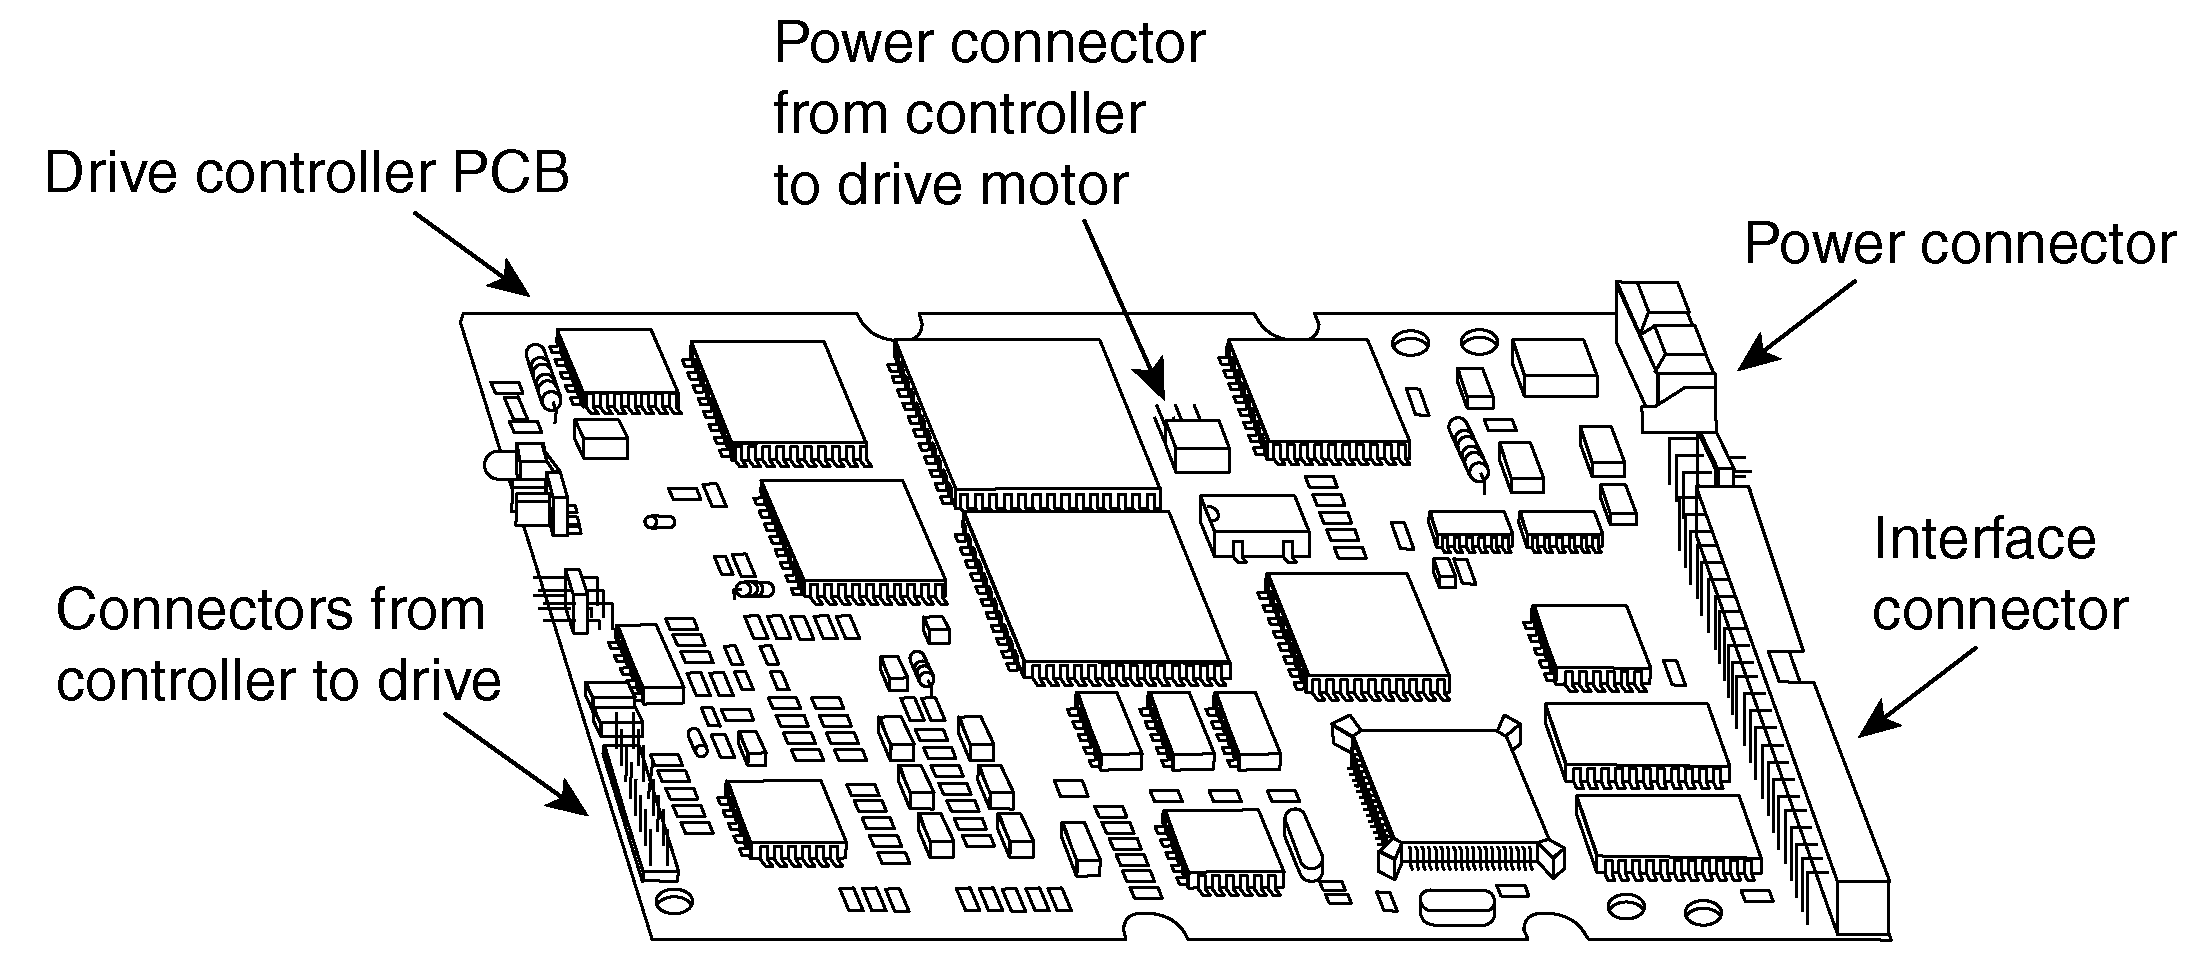 Power connector
from controller
to drive motor
Drive controller PCB
Power connector
Interface
connector
Connectors from
controller to drive